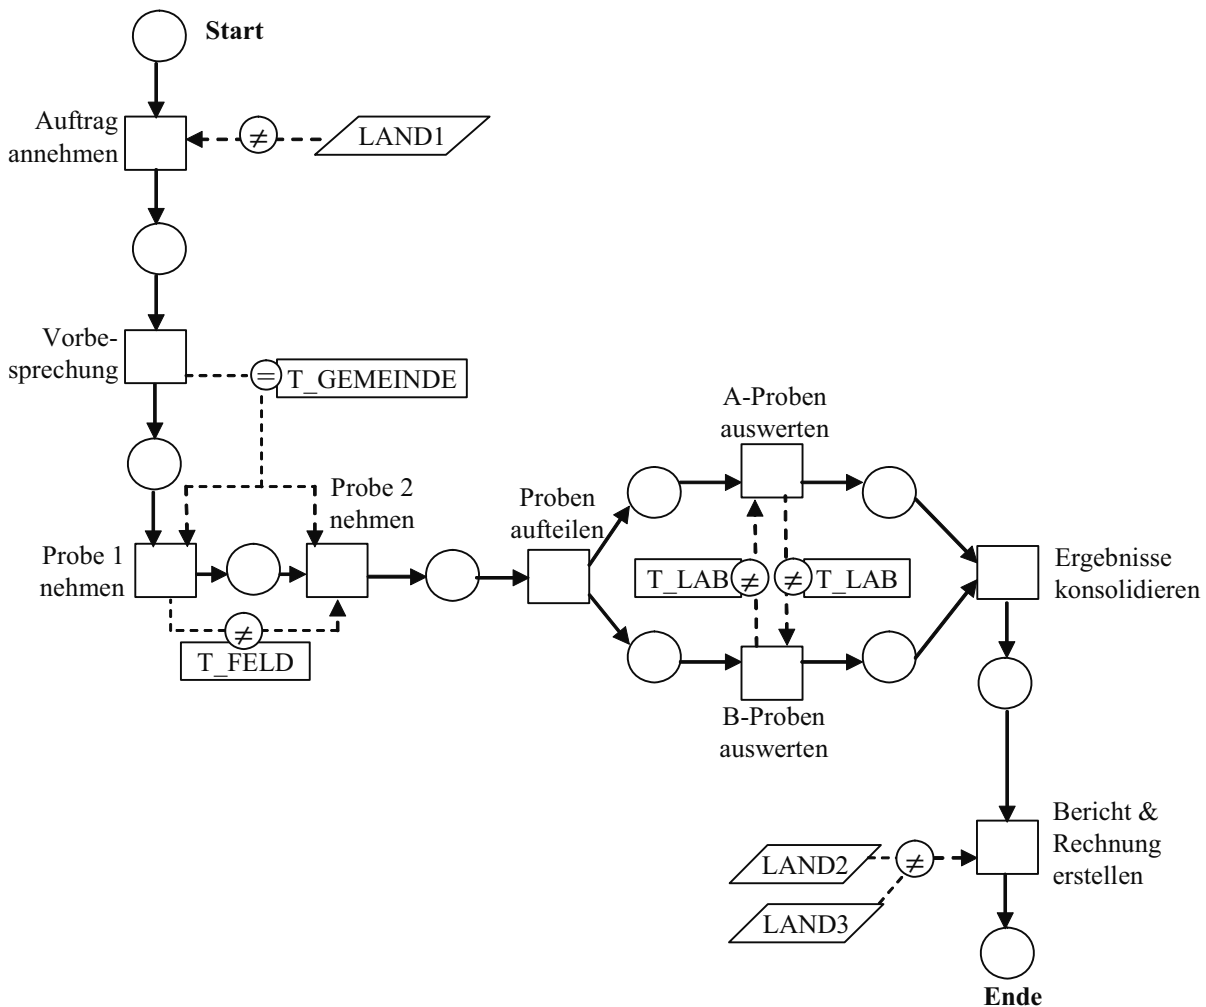 Start
Auftrag
annehmen
≠
LAND1
Vorbe-
sprechung
=
T_GEMEINDE
Probe 1
nehmen
Probe 2
nehmen
≠
T_FELD
Proben
aufteilen
A-Proben
auswerten
T_LAB ≠
≠ T_LAB
B-Proben
auswerten
Ergebnisse
konsolidieren
Bericht &
Rechnung
erstellen
LAND2
≠
LAND3
Ende